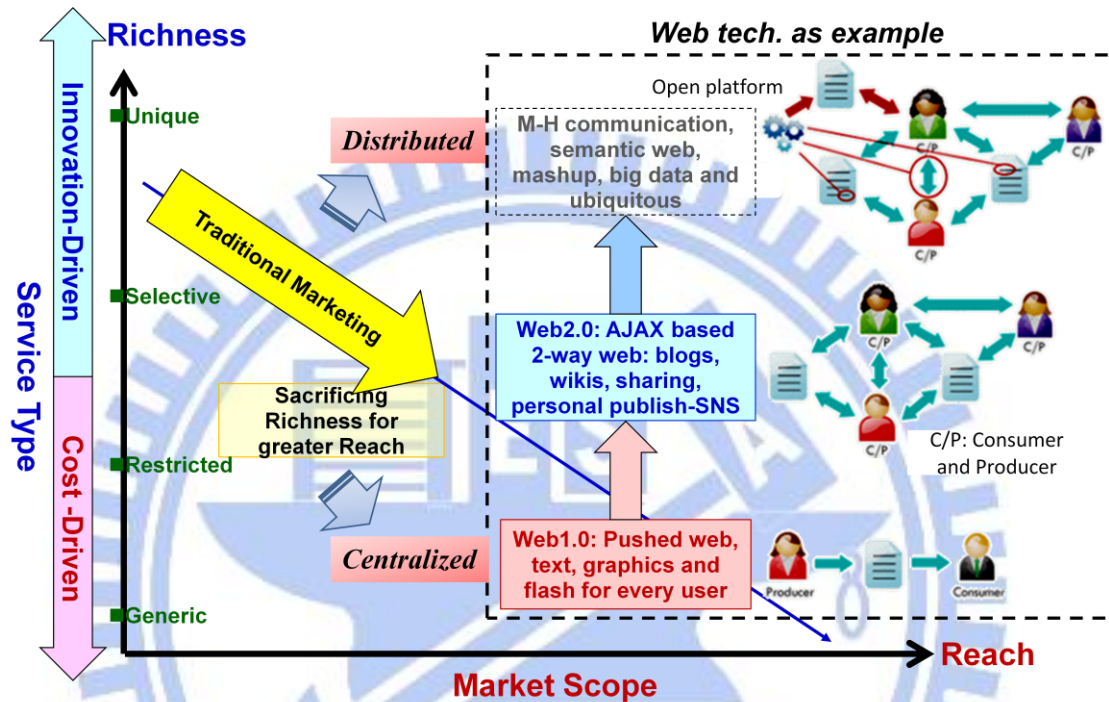 Richness
Web tech. as example
Innovation-Driven
Cost -Driven
Service Type
Unique
Selective
Restricted
Generic
Traditional Marketing
Sacrificing
Richness for
greater Reach
Distributed
Centralized
Open platform
M-H communication,
semantic web,
mashup, big data and
ubiquitous
C/P
C/P
C/P
Web2.0: AJAX based
2-way web: blogs,
wikis, sharing,
personal publish-SNS
C/P
C/P
C/P
C/P: Consumer
and Producer
Web1.0: Pushed web,
text, graphics and
flash for every user
Producer
Consumer
Reach
Market Scope